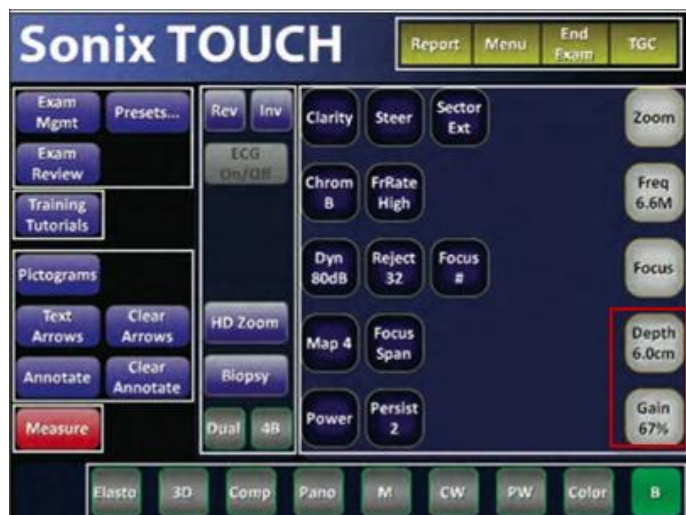 Sonix TOUCH
Report
Menu
End
Exam
TGC
Exam
Mgmt
Presets...
Exam
Review
Training
Tutorials
Pictograms
Text
Arrows
Clear
Arrows
Annotate
Clear
Annotate
Measure
Rev
Inv
ECG
On/Off
HD Zoom
Biopsy
Dual
4B
Clarity
Steer
Sector
Ext
Chrom
B
FrRate
High
Dyn
80dB
Reject
32
Focus
#
Map 4
Focus
Span
Power
Persist
2
Zoom
Freq
6.6M
Focus
Depth
6.0cm
Gain
67%
Elasto
3D
Comp
Pano
M
CW
PW
Color
B